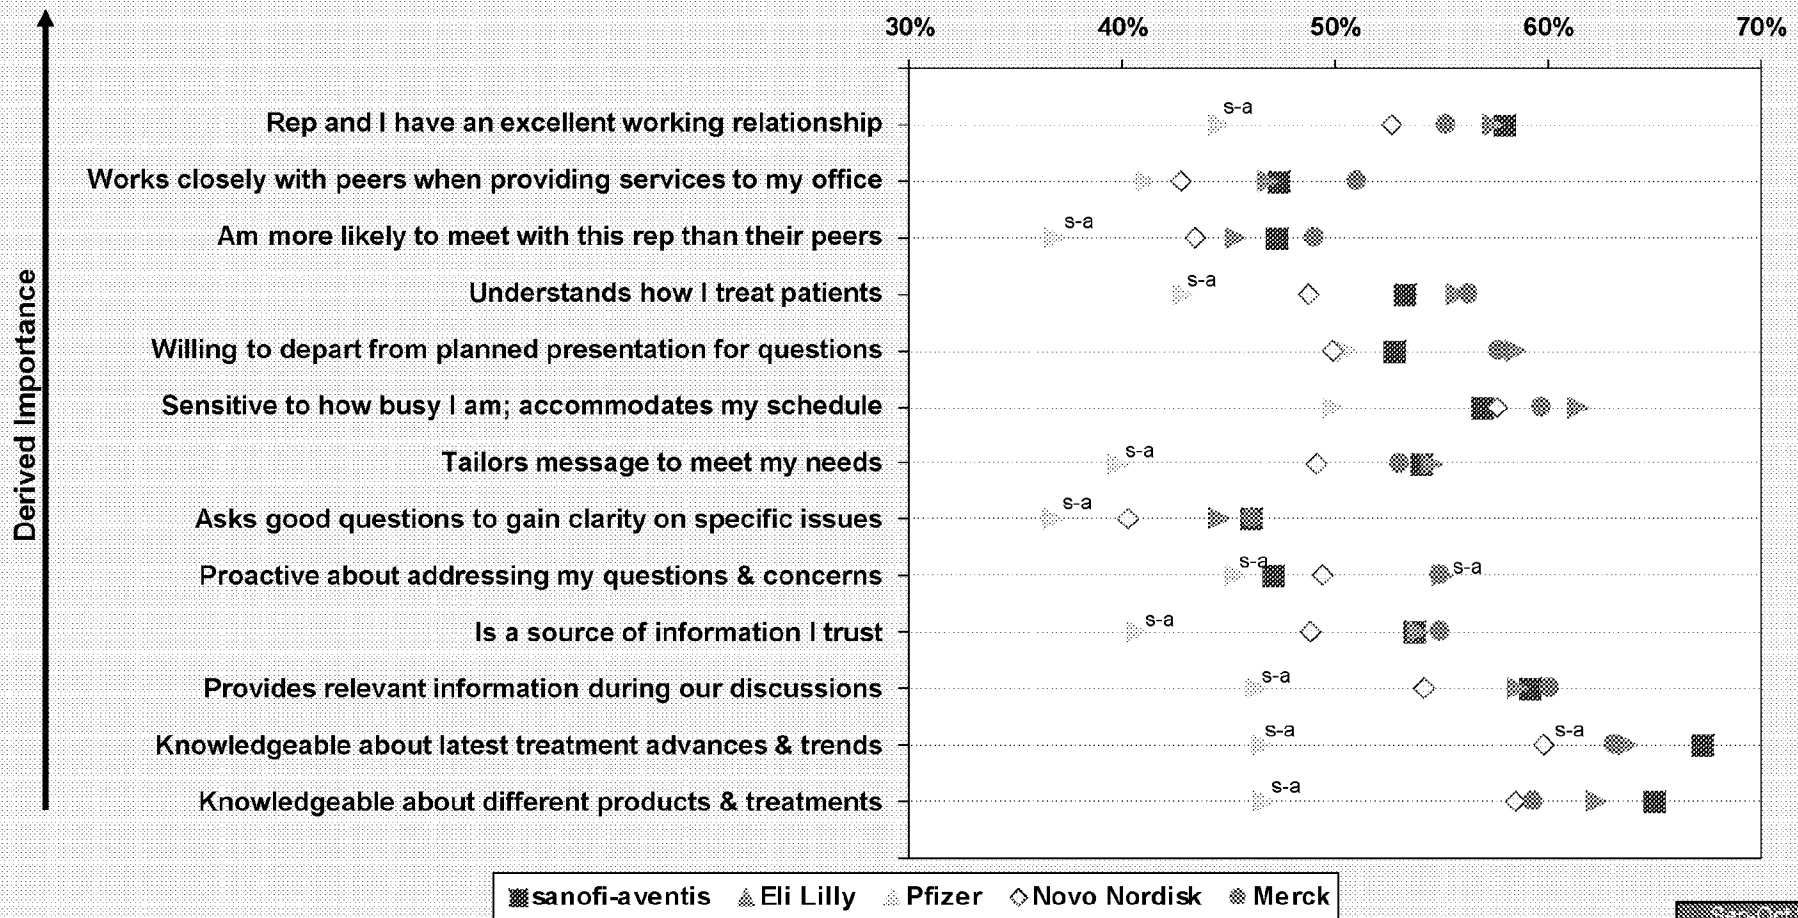 30% 40% 50% 60% 70%
Derived Importance
s-a
Rep and I have an excellent working relationship
Works closely with peers when providing services to my office
s-a
Am more likely to meet with this rep than their peers
s-a
Understands how I treat patients
Willing to depart from planned presentation for questions
Sensitive to how busy I am; accommodates my schedule
s-a
Tailors message to meet my needs
s-a
Asks good questions to gain clarity on specific issues
s-a s-a
Proactive about addressing my questions & concerns
s-a
Is a source of information I trust
s-a
Provides relevant information during our discussions
s-a s-a
Knowledgeable about latest treatment advances & trends
s-a
Knowledgeable about different products & treatments
sanofi-aventis Eli Lilly Pfizer Novo Nordisk Merck